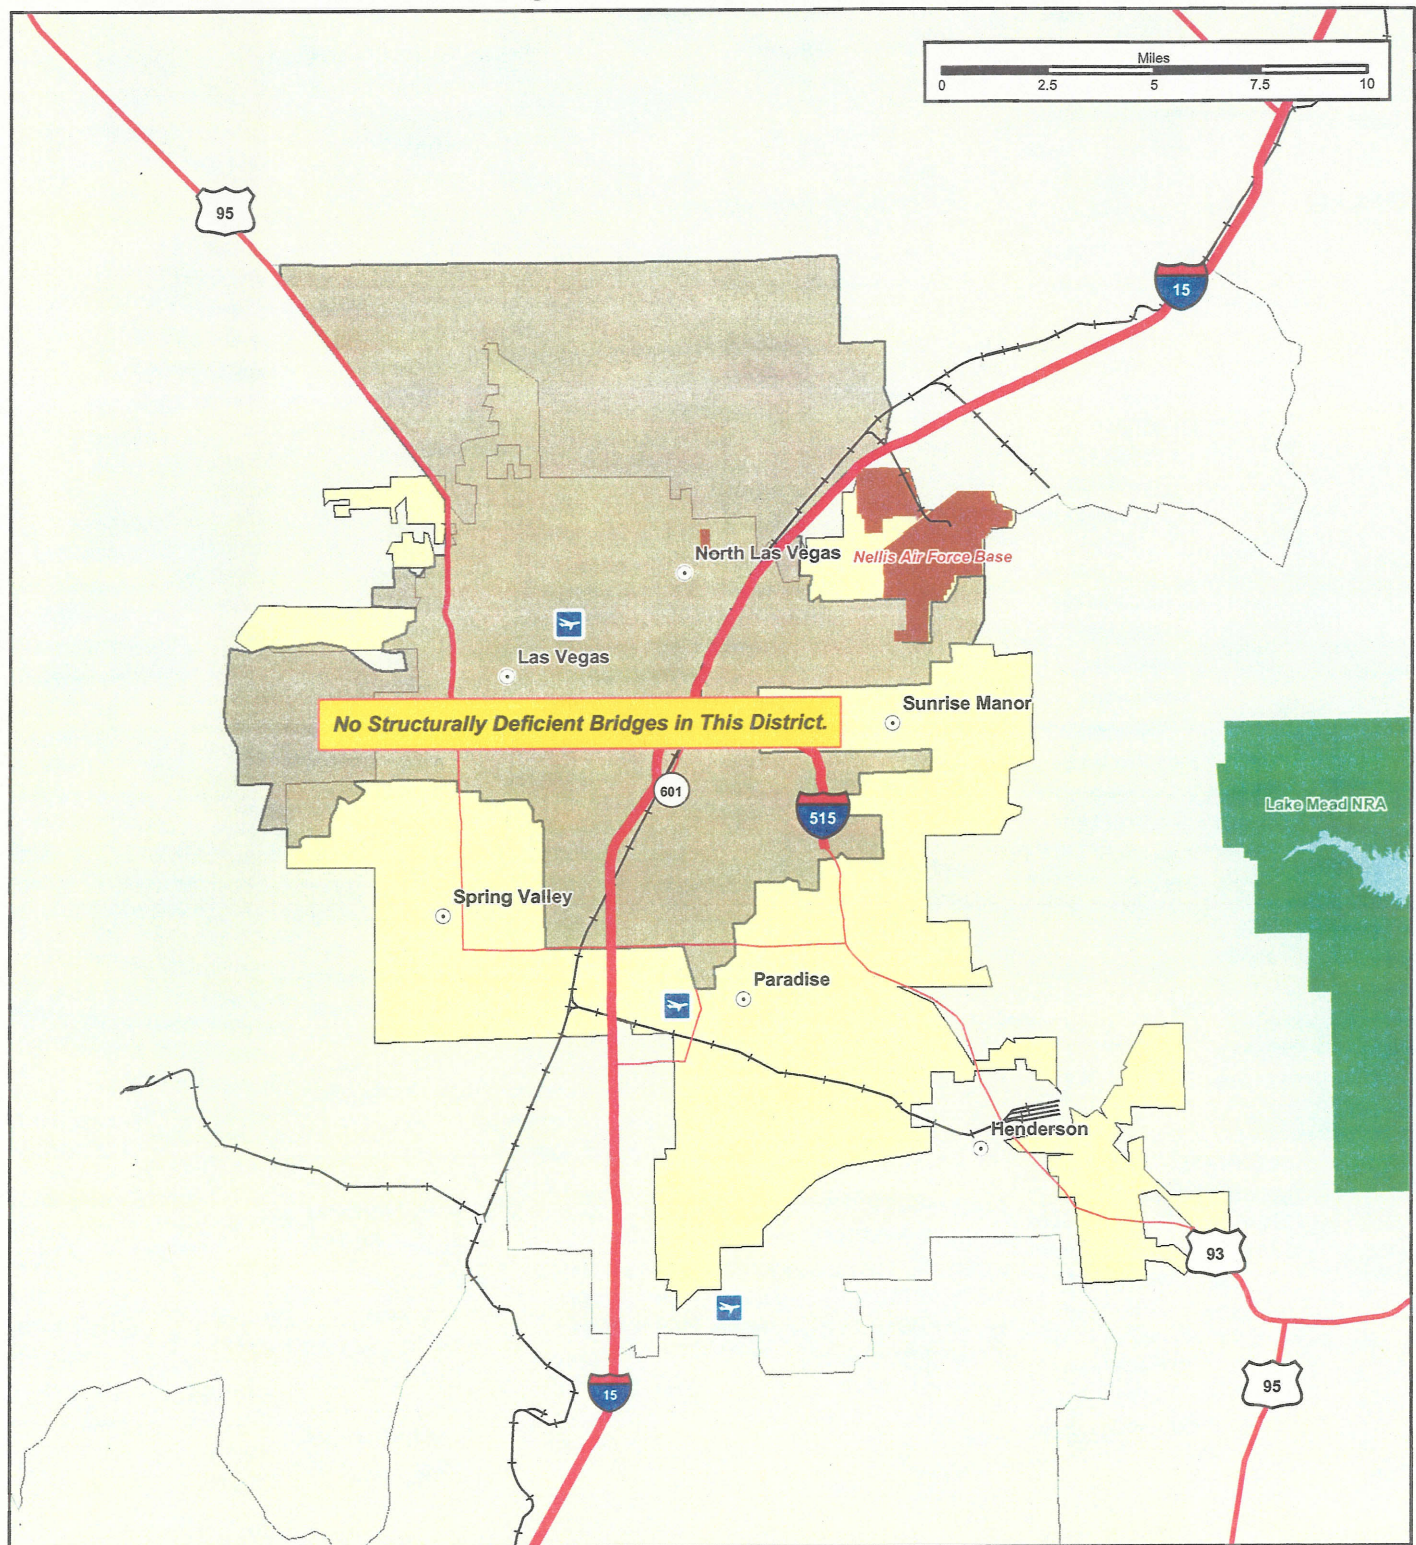 Miles
0 2.5 5 7.5 10
95
15
North Las Vegas
Nellis Air Force Base
Las Vegas
Sunrise Manor
No Structurally Deficient Bridges in This District.
601
515
Lake Mead NRA
Spring Valley
Paradise
Henderson
93
15
95